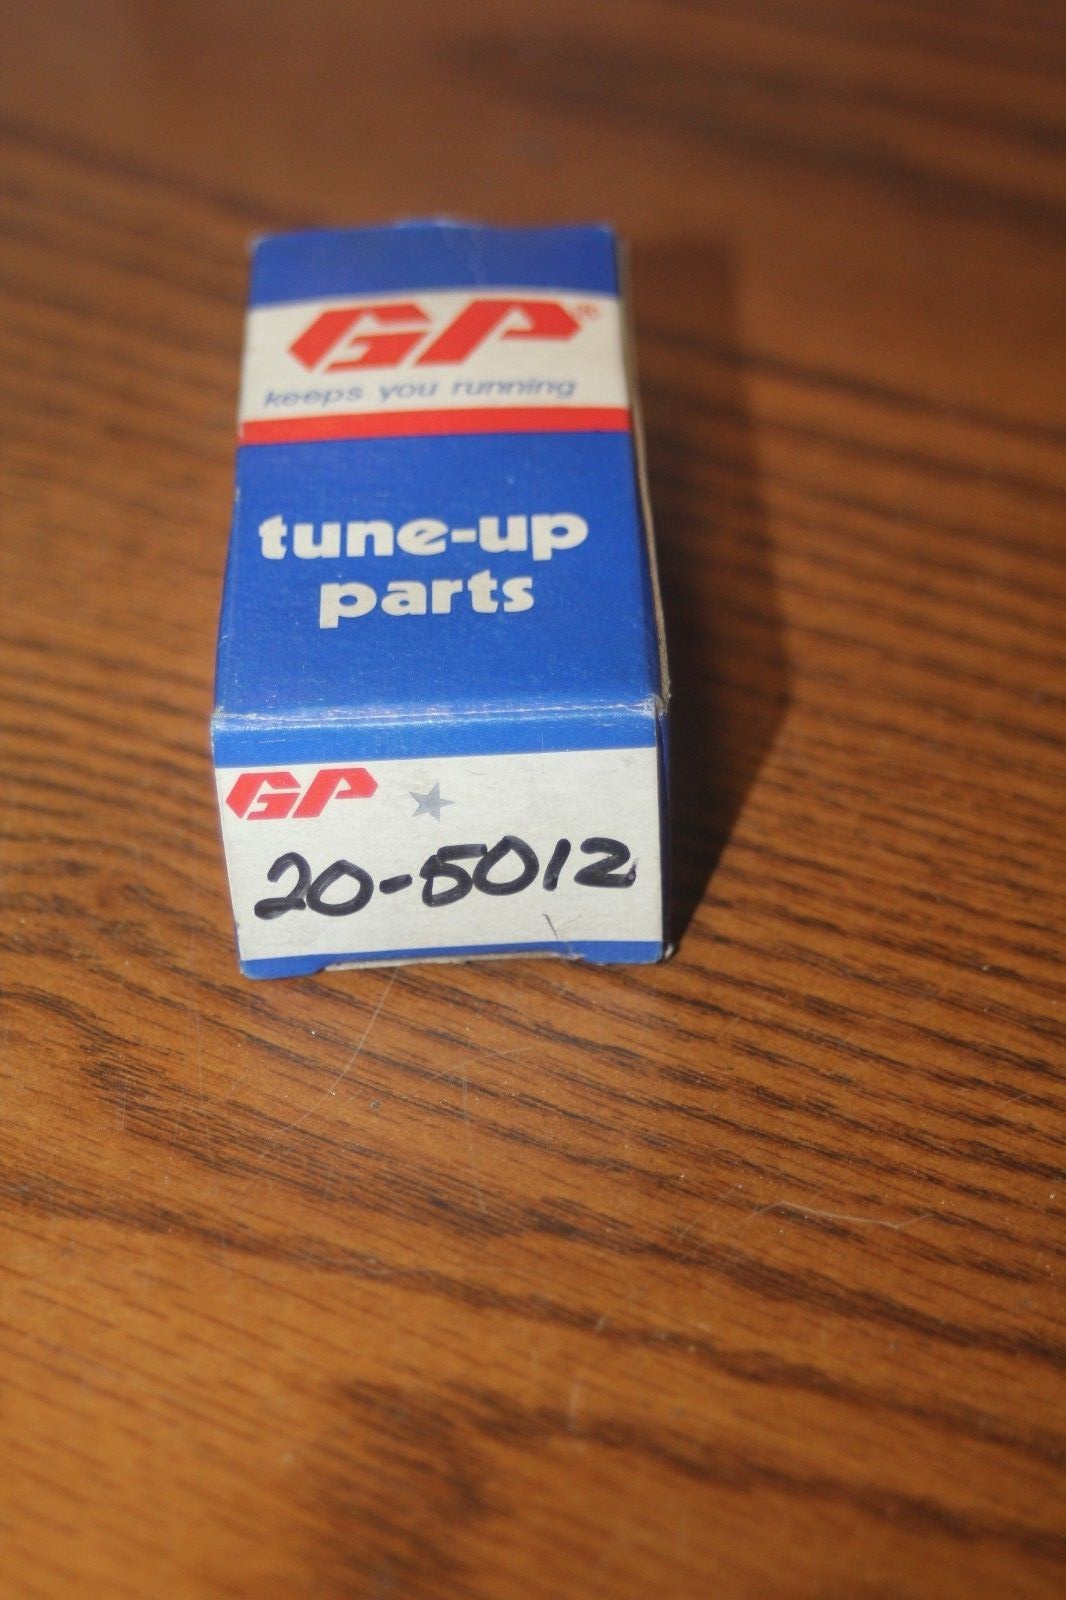 GP®
keeps you running
tune-up
parts
GP
20-5012